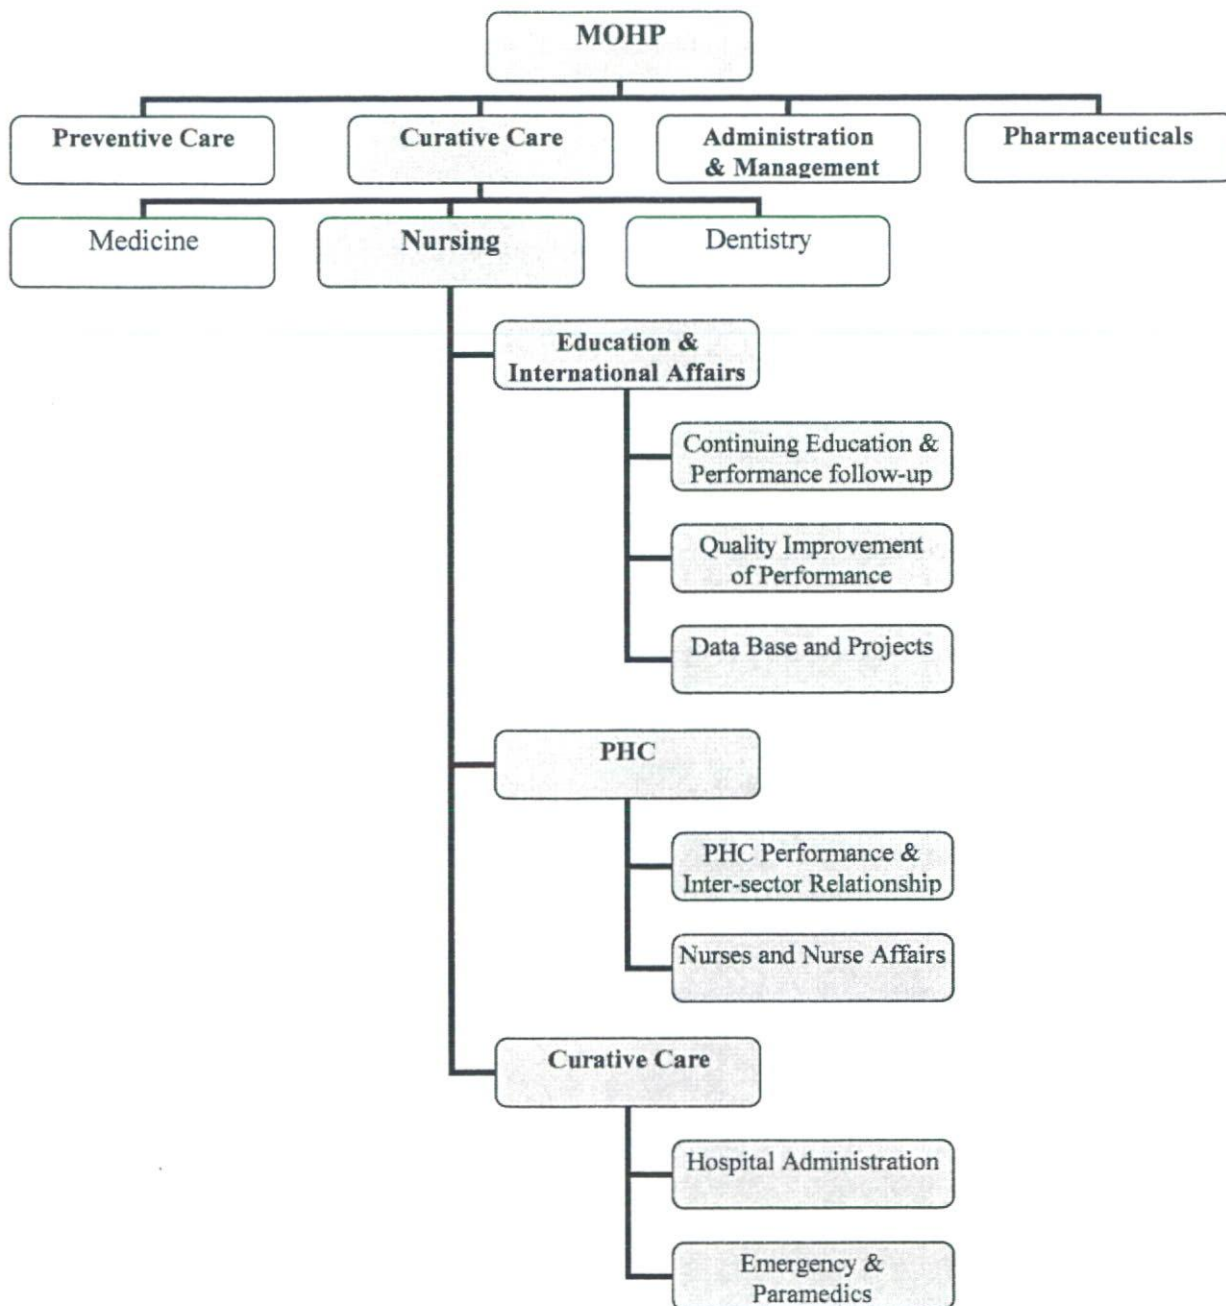 MOHP
Preventive Care
Curative Care
Administration
& Management
Pharmaceuticals
Medicine
Nursing
Dentistry
Education &
International Affairs
Continuing Education &
Performance follow-up
Quality Improvement
of Performance
Data Base and Projects
PHC
PHC Performance &
Inter-sector Relationship
Nurses and Nurse Affairs
Curative Care
Hospital Administration
Emergency &
Paramedics